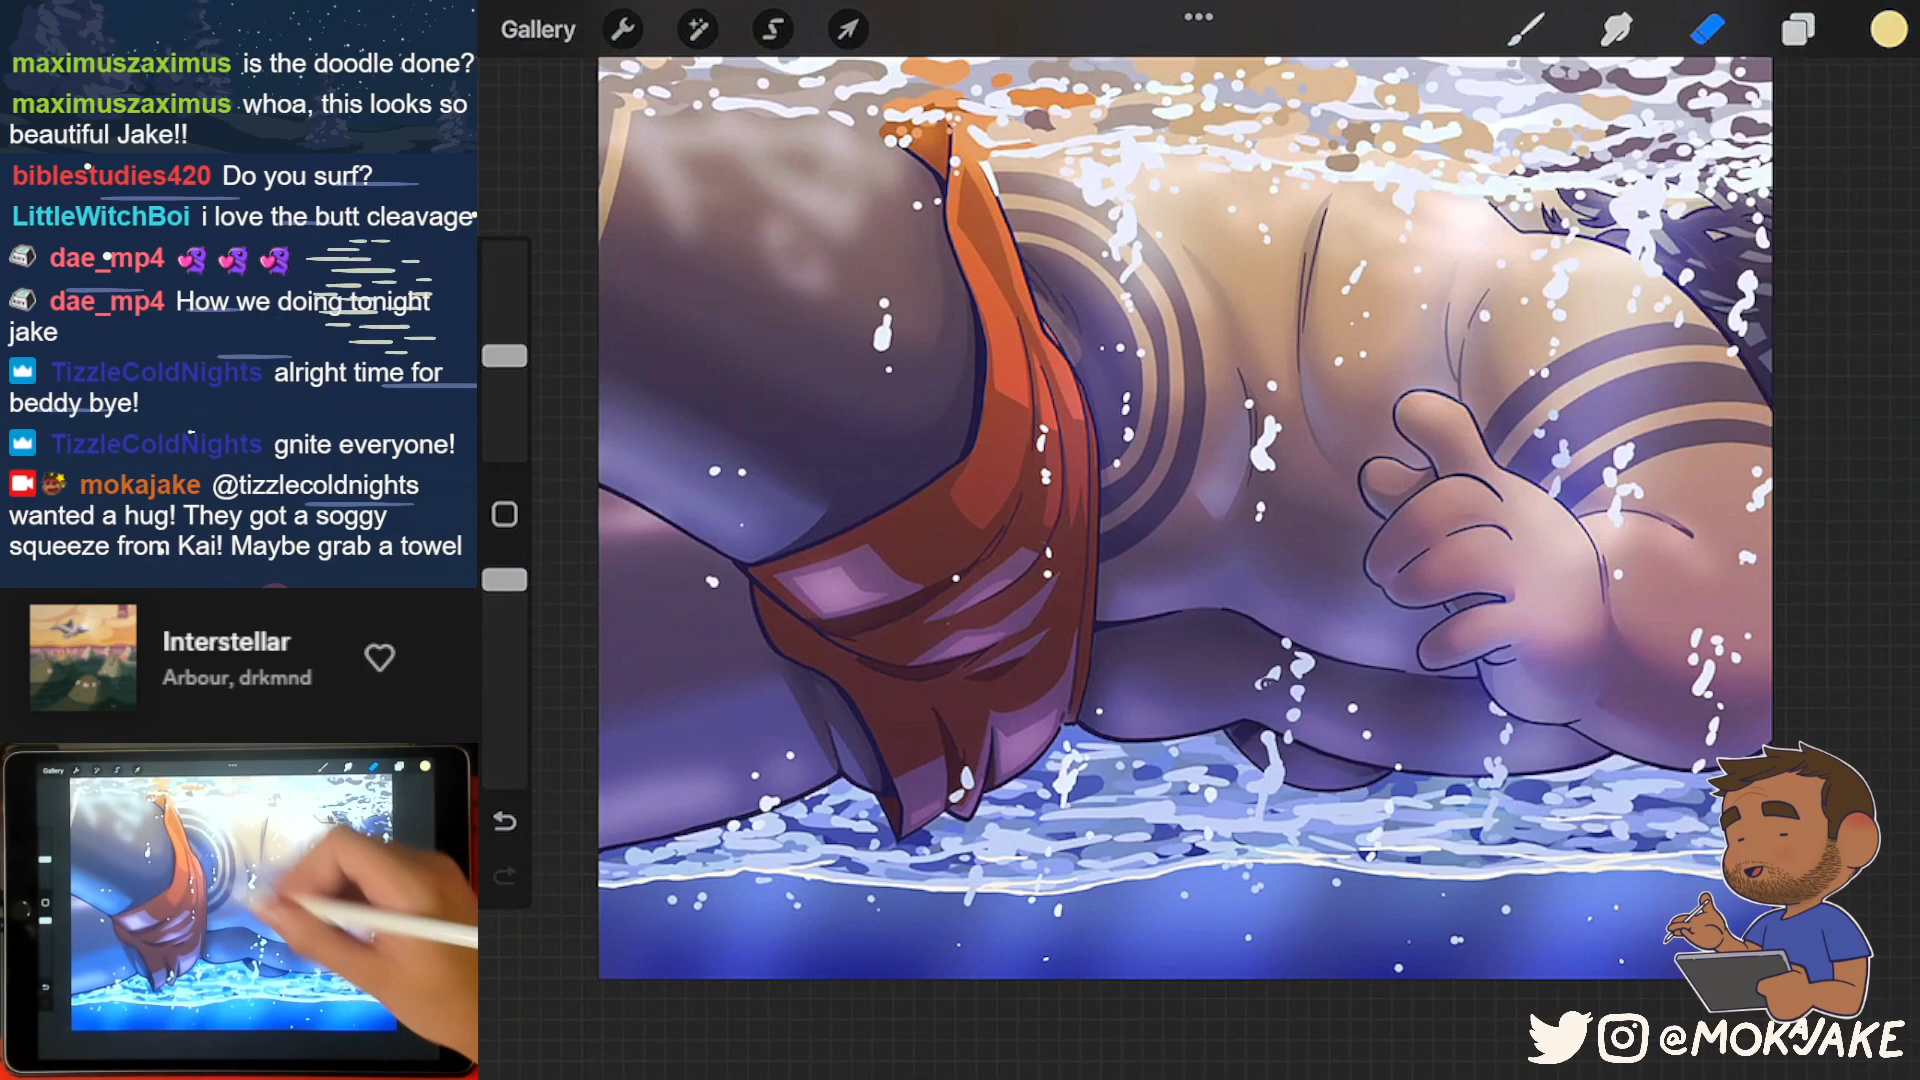 maximuszaximus is the doodle done?
maximuszaximus whoa, this looks so
beautiful Jake!!
biblestudies420 Do you surf?
LittleWitchBoi i love the butt cleavage
dae_mp4
dae_mp4 How we doing tonight
jake
TizzleColdNights alright time for
beddy bye!
TizzleColdNights gnite everyone!
mokajake @tizzlecoldnights
wanted a hug! They got a soggy
squeeze from Kai! Maybe grab a towel
Interstellar
Arbour, drkmnd
Gallery
Gallery
@MOKAJAKE